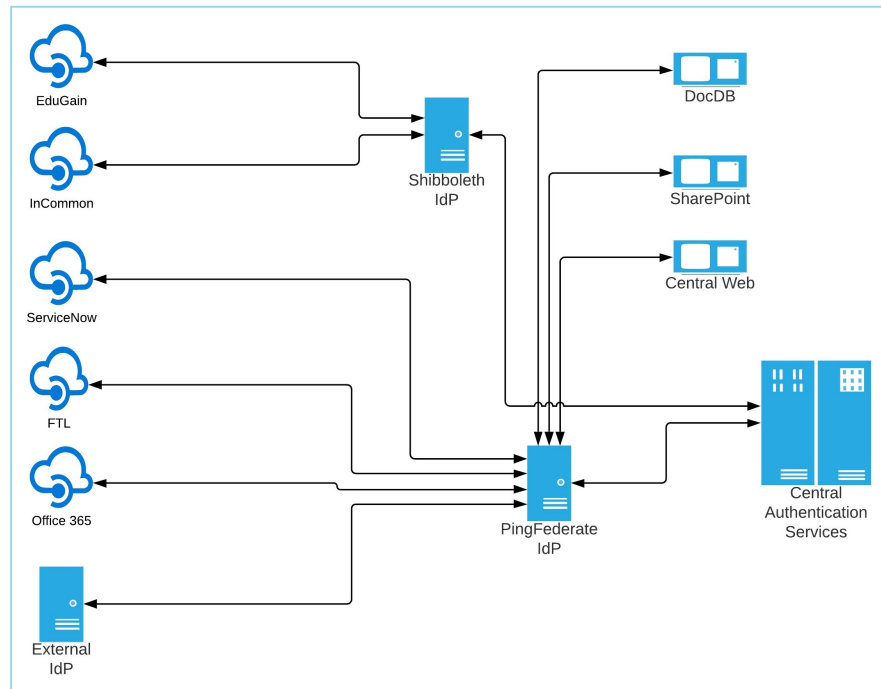 EduGain
InCommon
ServiceNow
FTL
Office 365
External
IdP
Shibboleth
IdP
PingFederate
IdP
DocDB
SharePoint
Central Web
Central
Authentication
Services